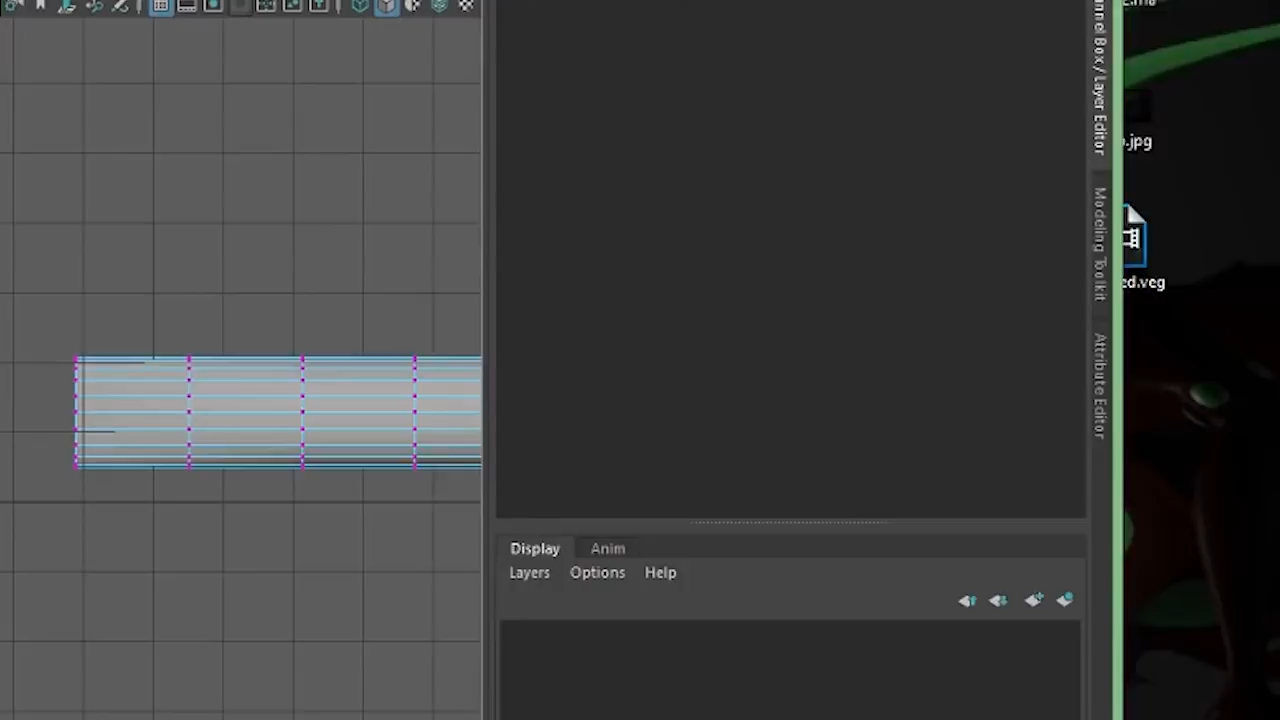 Channel Box / Layer Editor
Modeling Toolkit
Attribute Editor
.jpg
ed.veg
Display
Anim
Layers
Options
Help